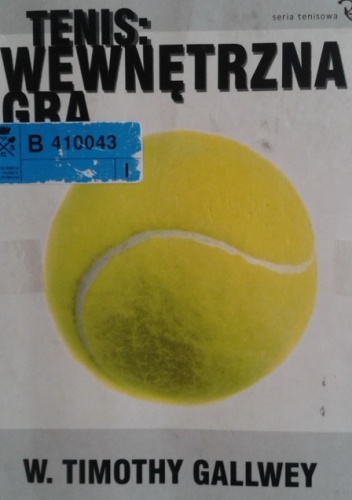 seria tenisowa
TENIS:
WEWNĘTRZNA
GRA
B 410043
I
W. TIMOTHY GALLWEY